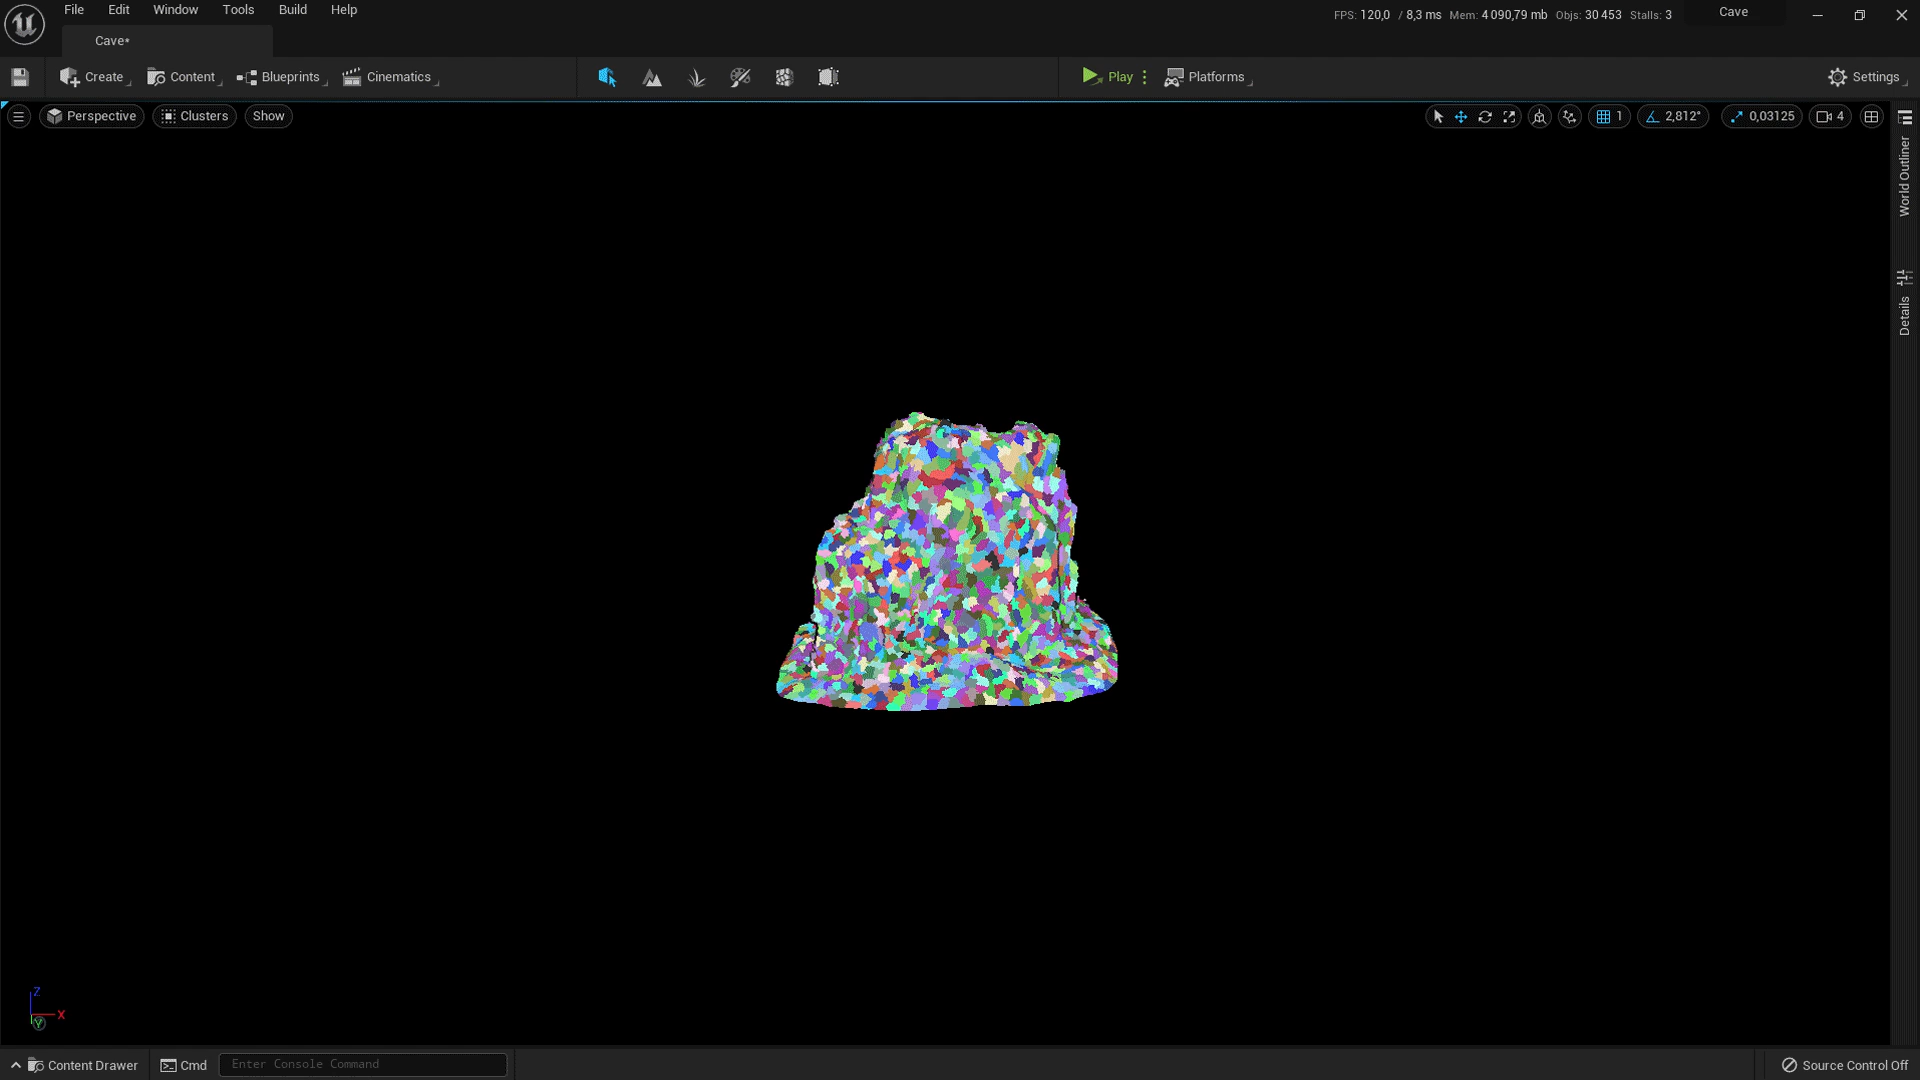 File Edit Window Tools Build Help
FPS: 120,0 / 8,3 ms Mem: 4 090,79 mb Objs: 30 453 Stalls: 3
Cave
Cave*
Create Content Blueprints Cinematics
Play Platforms
Settings
Perspective Clusters Show
1 2,812° 0,03125 4
World Outliner
Details
Z
X
Y
Content Drawer Cmd Enter Console Command
Source Control Off